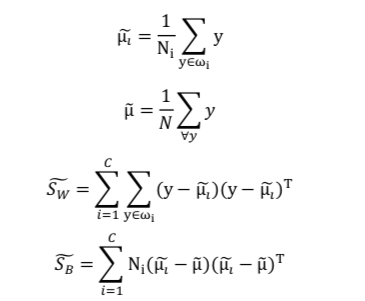 μ̃ᵢ = 1/Nᵢ ∑_{y∈ωᵢ} y
μ̃ = 1/N ∑_{∀y} y
S̃_W = ∑_{i=1}^{C} ∑_{y∈ωᵢ} (y − μ̃ᵢ)(y − μ̃ᵢ)ᵀ
S̃_B = ∑_{i=1}^{C} Nᵢ(μ̃ᵢ − μ̃)(μ̃ᵢ − μ̃)ᵀ